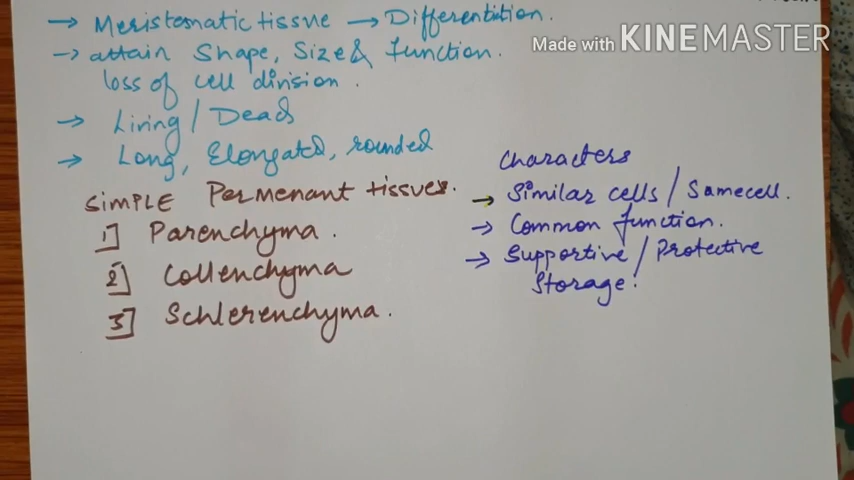 → Meristematic tissue → Differentiation.
→ attain Shape, Size & function.
loss of cell division.
→ Living / Dead
→ Long, Elongated, rounded
SIMPLE Permenant tissues.
1] Parenchyma.
2] Collenchyma
3] Schlerenchyma.
Characters
→ Similar cells / Samecell.
→ Common function.
→ Supportive / Protective
Storage.
Made with KINEMASTER